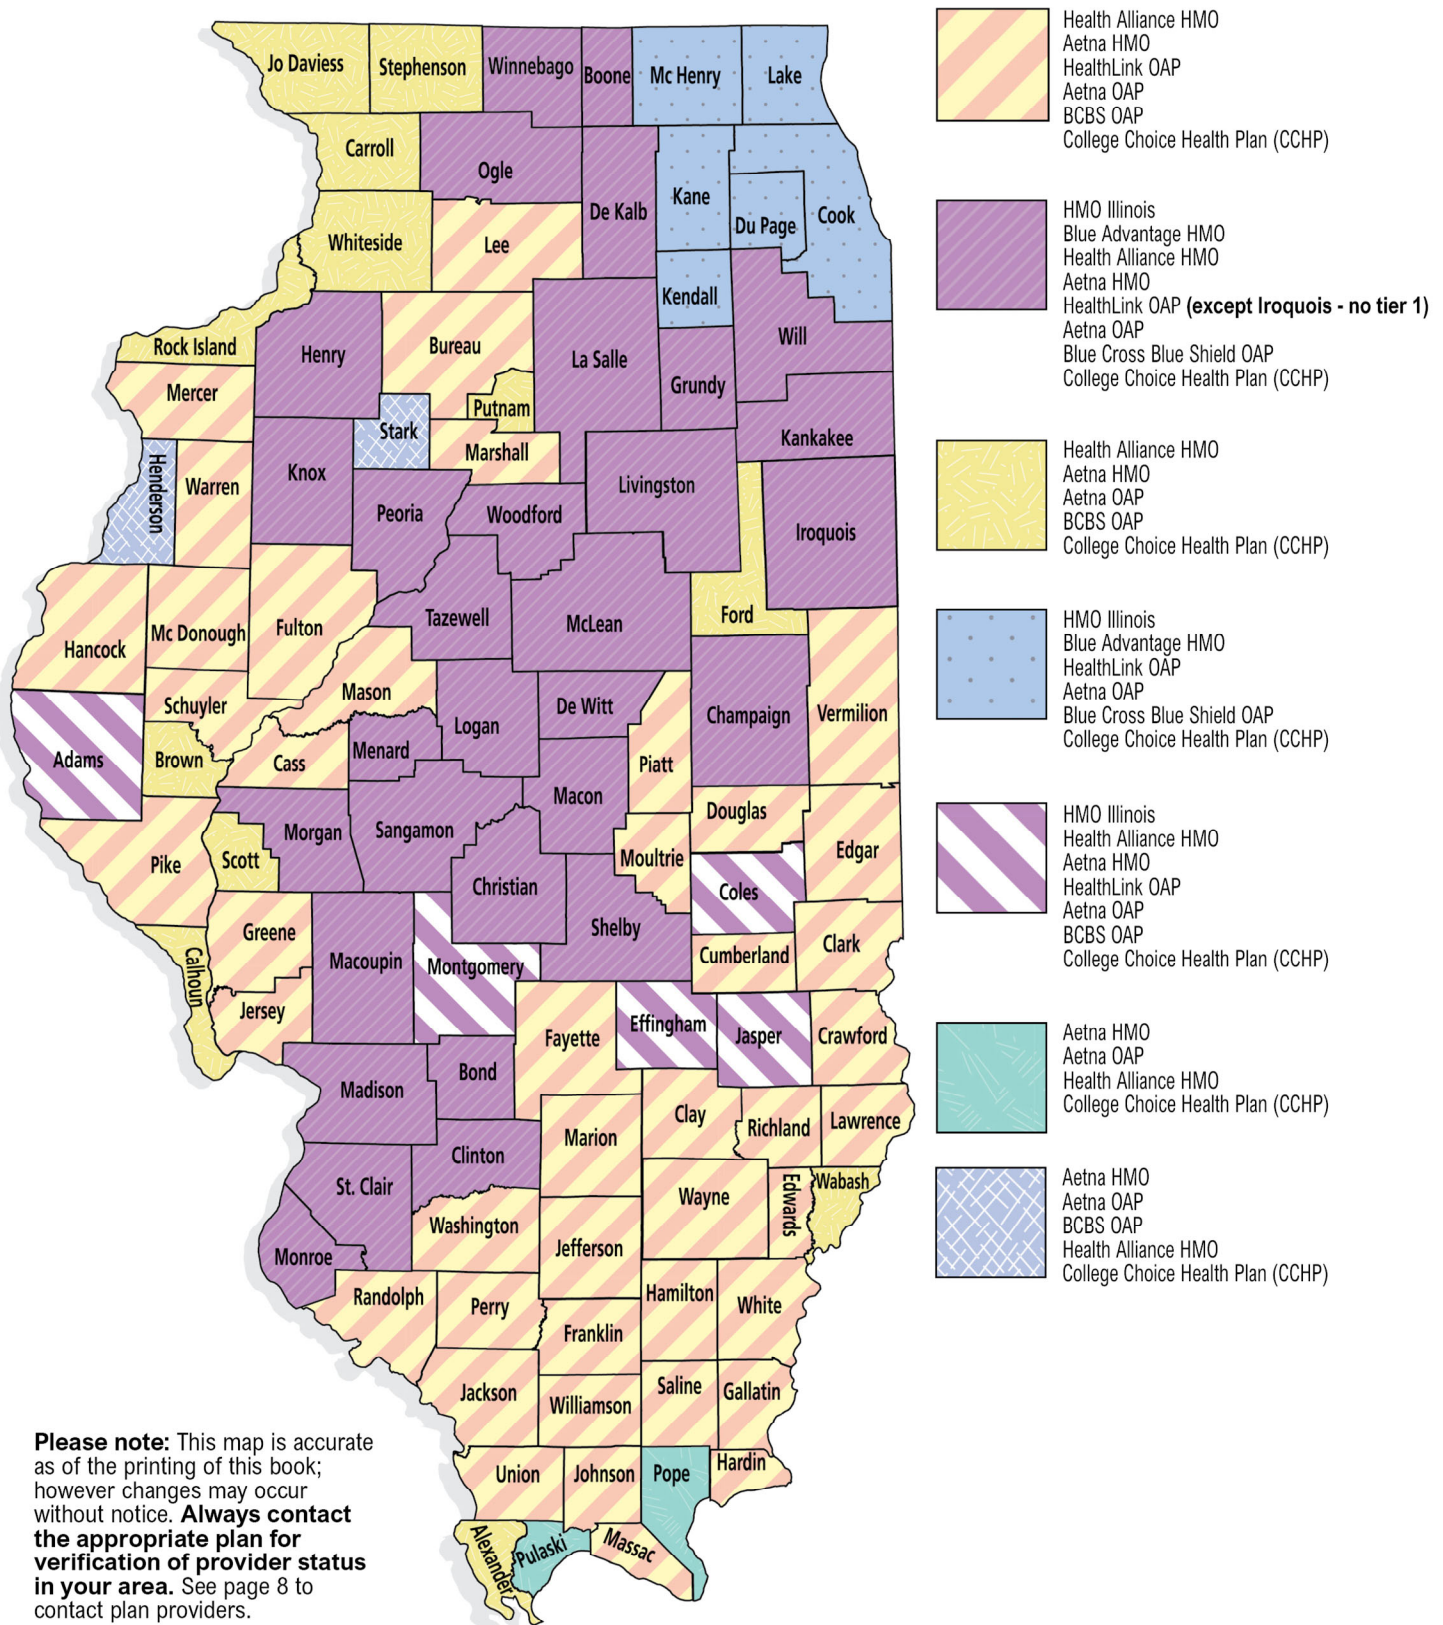 Jo Daviess
Stephenson
Winnebago
Boone
Mc Henry
Lake
Carroll
Ogle
De Kalb
Kane
Du Page
Cook
Whiteside
Lee
Kendall
Rock Island
Henry
Bureau
La Salle
Will
Grundy
Mercer
Putnam
Stark
Marshall
Kankakee
Henderson
Warren
Knox
Peoria
Woodford
Livingston
Iroquois
Hancock
Mc Donough
Fulton
Tazewell
McLean
Ford
Schuyler
Mason
Logan
De Witt
Champaign
Vermilion
Adams
Brown
Cass
Menard
Piatt
Macon
Douglas
Pike
Scott
Morgan
Sangamon
Christian
Moultrie
Coles
Edgar
Shelby
Greene
Macoupin
Montgomery
Cumberland
Clark
Calhoun
Jersey
Fayette
Effingham
Jasper
Crawford
Madison
Bond
Clay
Richland
Lawrence
Marion
Clinton
St. Clair
Wayne
Edwards
Wabash
Washington
Jefferson
Monroe
Randolph
Perry
Hamilton
White
Franklin
Jackson
Williamson
Saline
Gallatin
Union
Johnson
Pope
Hardin
Alexander
Pulaski
Massac
Health Alliance HMO
Aetna HMO
HealthLink OAP
Aetna OAP
BCBS OAP
College Choice Health Plan (CCHP)
HMO Illinois
Blue Advantage HMO
Health Alliance HMO
Aetna HMO
HealthLink OAP (except Iroquois - no tier 1)
Aetna OAP
Blue Cross Blue Shield OAP
College Choice Health Plan (CCHP)
Health Alliance HMO
Aetna HMO
Aetna OAP
BCBS OAP
College Choice Health Plan (CCHP)
HMO Illinois
Blue Advantage HMO
HealthLink OAP
Aetna OAP
Blue Cross Blue Shield OAP
College Choice Health Plan (CCHP)
HMO Illinois
Health Alliance HMO
Aetna HMO
HealthLink OAP
Aetna OAP
BCBS OAP
College Choice Health Plan (CCHP)
Aetna HMO
Aetna OAP
Health Alliance HMO
College Choice Health Plan (CCHP)
Aetna HMO
Aetna OAP
BCBS OAP
Health Alliance HMO
College Choice Health Plan (CCHP)
Please note: This map is accurate
as of the printing of this book;
however changes may occur
without notice. Always contact
the appropriate plan for
verification of provider status
in your area. See page 8 to
contact plan providers.